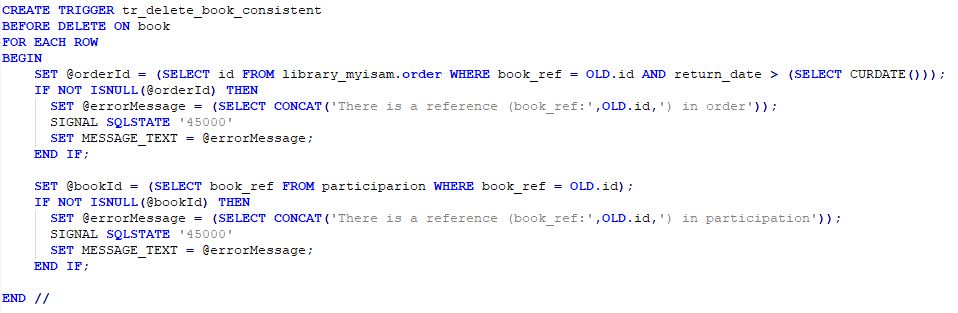 CREATE TRIGGER tr_delete_book_consistent
BEFORE DELETE ON book
FOR EACH ROW
BEGIN
    SET @orderId = (SELECT id FROM library_myisam.order WHERE book_ref = OLD.id AND return_date > (SELECT CURDATE()));
    IF NOT ISNULL(@orderId) THEN
      SET @errorMessage = (SELECT CONCAT('There is a reference (book_ref:',OLD.id,') in order'));
      SIGNAL SQLSTATE '45000'
      SET MESSAGE_TEXT = @errorMessage;
    END IF;

    SET @bookId = (SELECT book_ref FROM participarion WHERE book_ref = OLD.id);
    IF NOT ISNULL(@bookId) THEN
      SET @errorMessage = (SELECT CONCAT('There is a reference (book_ref:',OLD.id,') in participation'));
      SIGNAL SQLSTATE '45000'
      SET MESSAGE_TEXT = @errorMessage;
    END IF;

END //